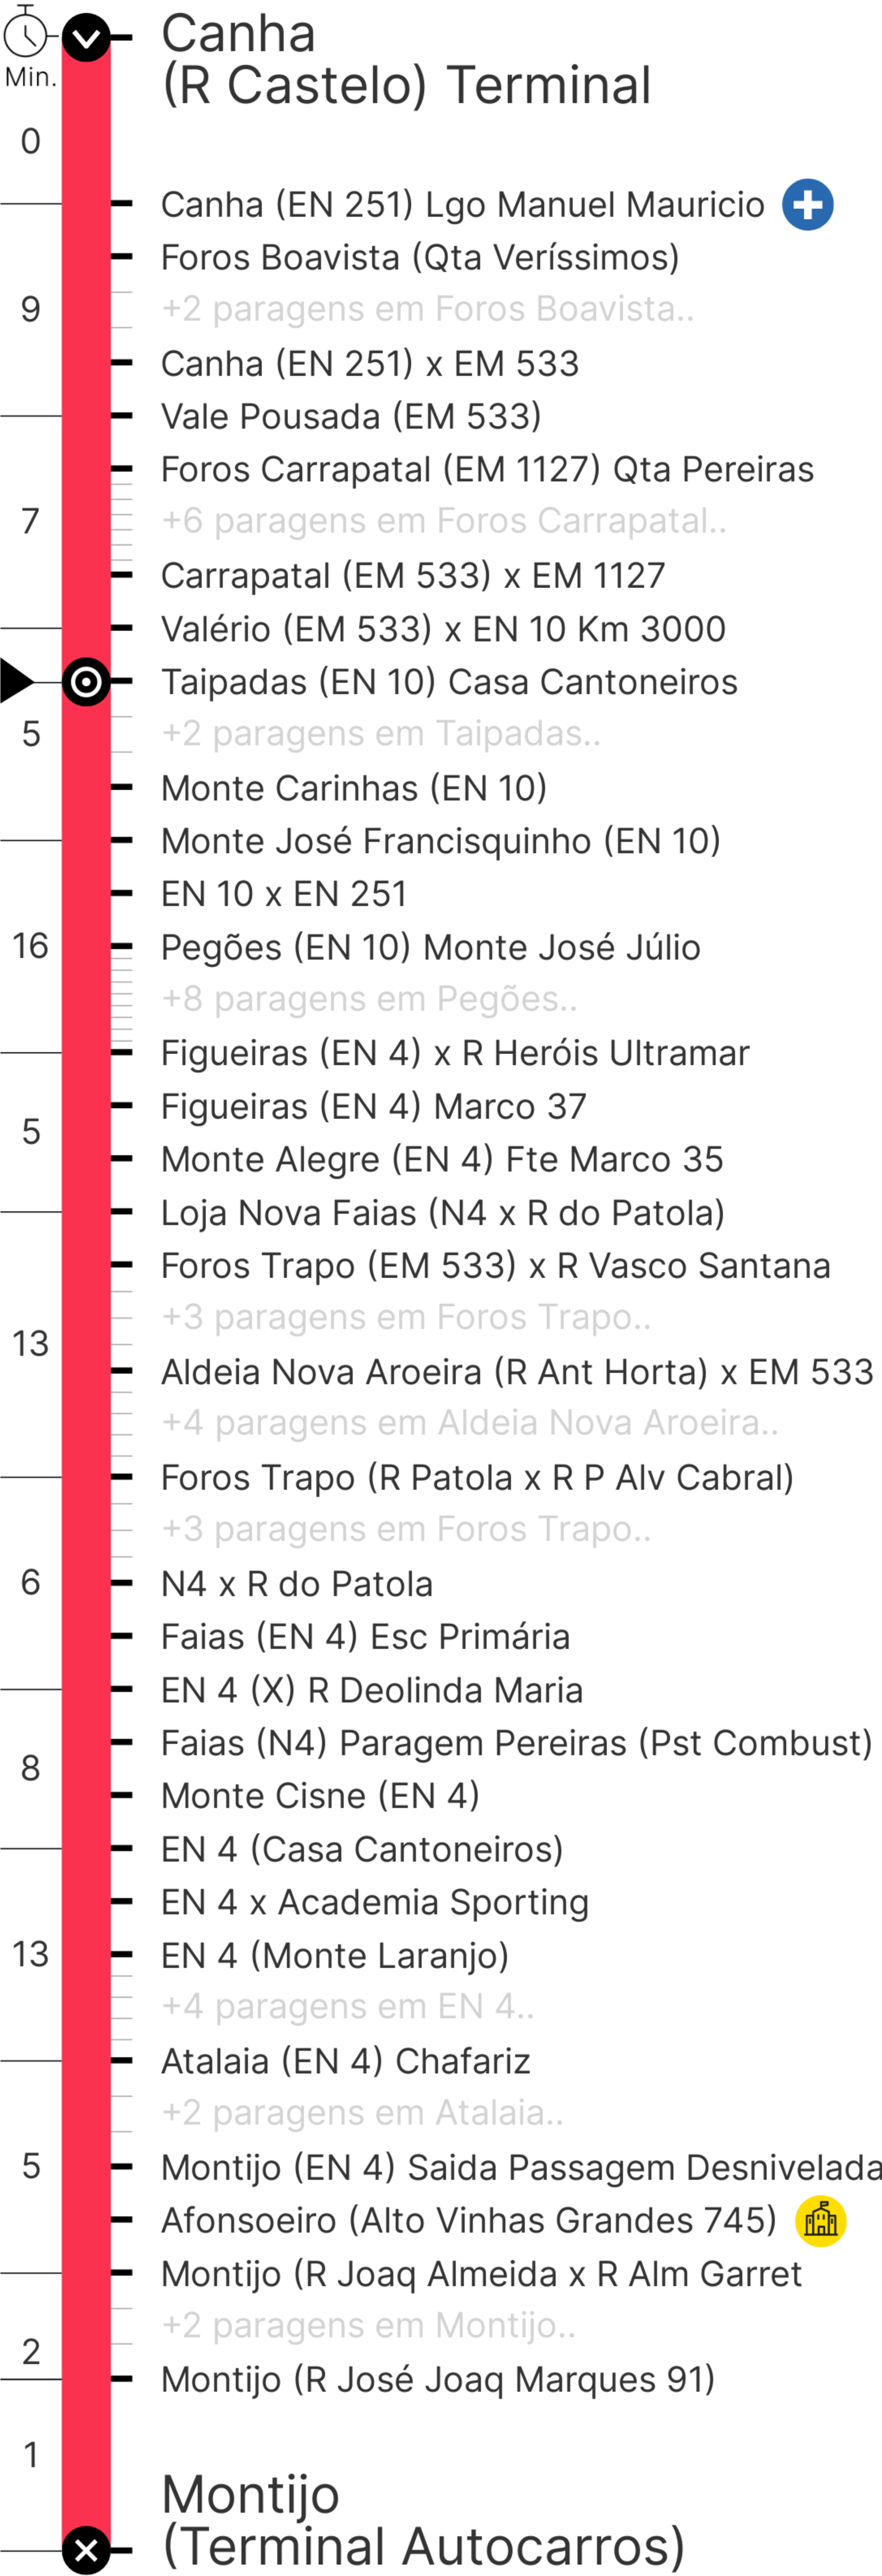 Canha
(R Castelo) Terminal
Min.
0
Canha (EN 251) Lgo Manuel Mauricio
Foros Boavista (Qta Veríssimos)
9
+2 paragens em Foros Boavista..
Canha (EN 251) x EM 533
Vale Pousada (EM 533)
Foros Carrapatal (EM 1127) Qta Pereiras
7
+6 paragens em Foros Carrapatal..
Carrapatal (EM 533) x EM 1127
Valério (EM 533) x EN 10 Km 3000
Taipadas (EN 10) Casa Cantoneiros
5
+2 paragens em Taipadas..
Monte Carinhas (EN 10)
Monte José Francisquinho (EN 10)
EN 10 x EN 251
16
Pegões (EN 10) Monte José Júlio
+8 paragens em Pegões..
Figueiras (EN 4) x R Heróis Ultramar
Figueiras (EN 4) Marco 37
5
Monte Alegre (EN 4) Fte Marco 35
Loja Nova Faias (N4 x R do Patola)
Foros Trapo (EM 533) x R Vasco Santana
+3 paragens em Foros Trapo..
13
Aldeia Nova Aroeira (R Ant Horta) x EM 533
+4 paragens em Aldeia Nova Aroeira..
Foros Trapo (R Patola x R P Alv Cabral)
+3 paragens em Foros Trapo..
6
N4 x R do Patola
Faias (EN 4) Esc Primária
EN 4 (X) R Deolinda Maria
Faias (N4) Paragem Pereiras (Pst Combust)
8
Monte Cisne (EN 4)
EN 4 (Casa Cantoneiros)
EN 4 x Academia Sporting
13
EN 4 (Monte Laranjo)
+4 paragens em EN 4..
Atalaia (EN 4) Chafariz
+2 paragens em Atalaia..
5
Montijo (EN 4) Saida Passagem Desnivelada
Afonsoeiro (Alto Vinhas Grandes 745)
Montijo (R Joaq Almeida x R Alm Garret
+2 paragens em Montijo..
2
Montijo (R José Joaq Marques 91)
1
Montijo
(Terminal Autocarros)